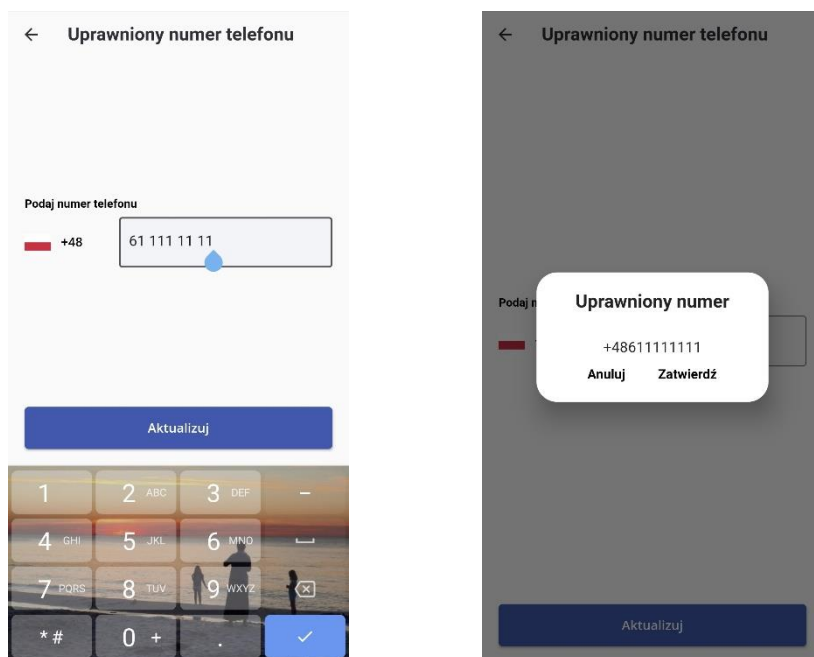 ← Uprawniony numer telefonu
Podaj numer telefonu
+48 61 111 11 11
Aktualizuj
1 2 ABC 3 DEF -
4 GHI 5 JKL 6 MNO
7 PQRS 8 TUV 9 WXYZ
*# 0 + .
← Uprawniony numer telefonu
Podaj n
Uprawniony numer
+48611111111
Anuluj Zatwierdź
Aktualizuj